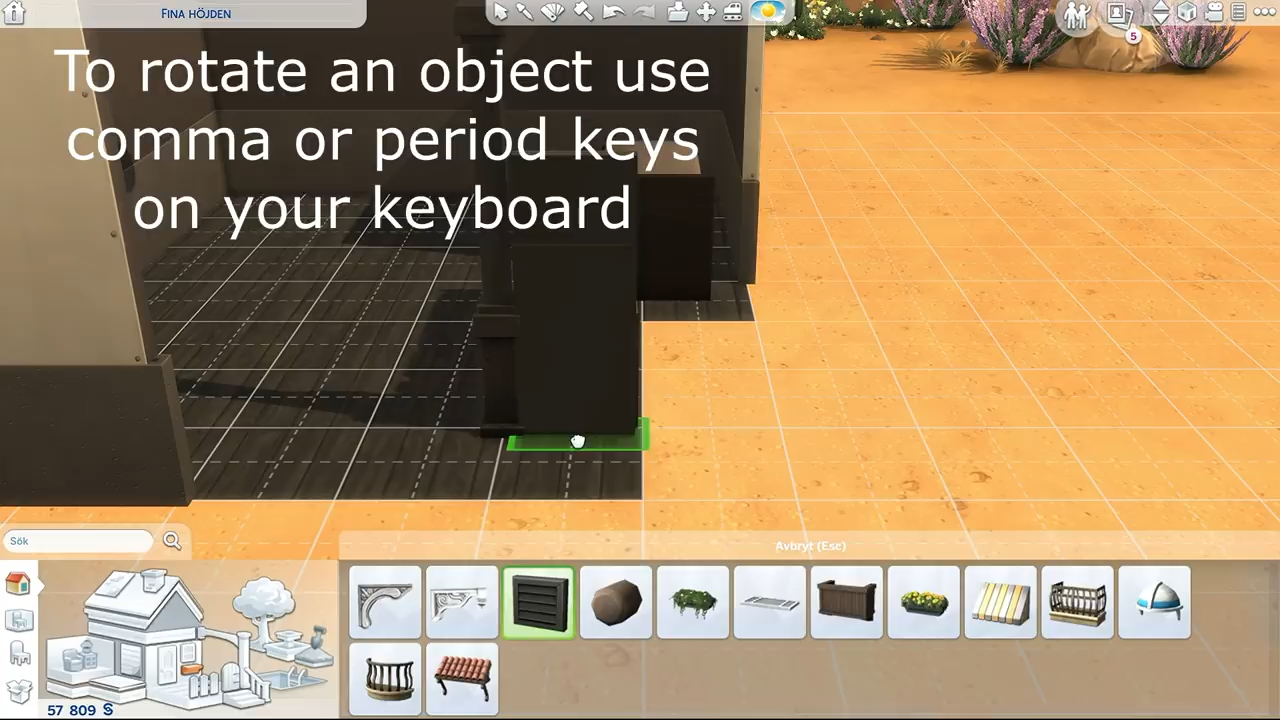 FINA HÖJDEN
5
To rotate an object use
comma or period keys
on your keyboard
Sök
Avbryt (Esc)
57 809 §